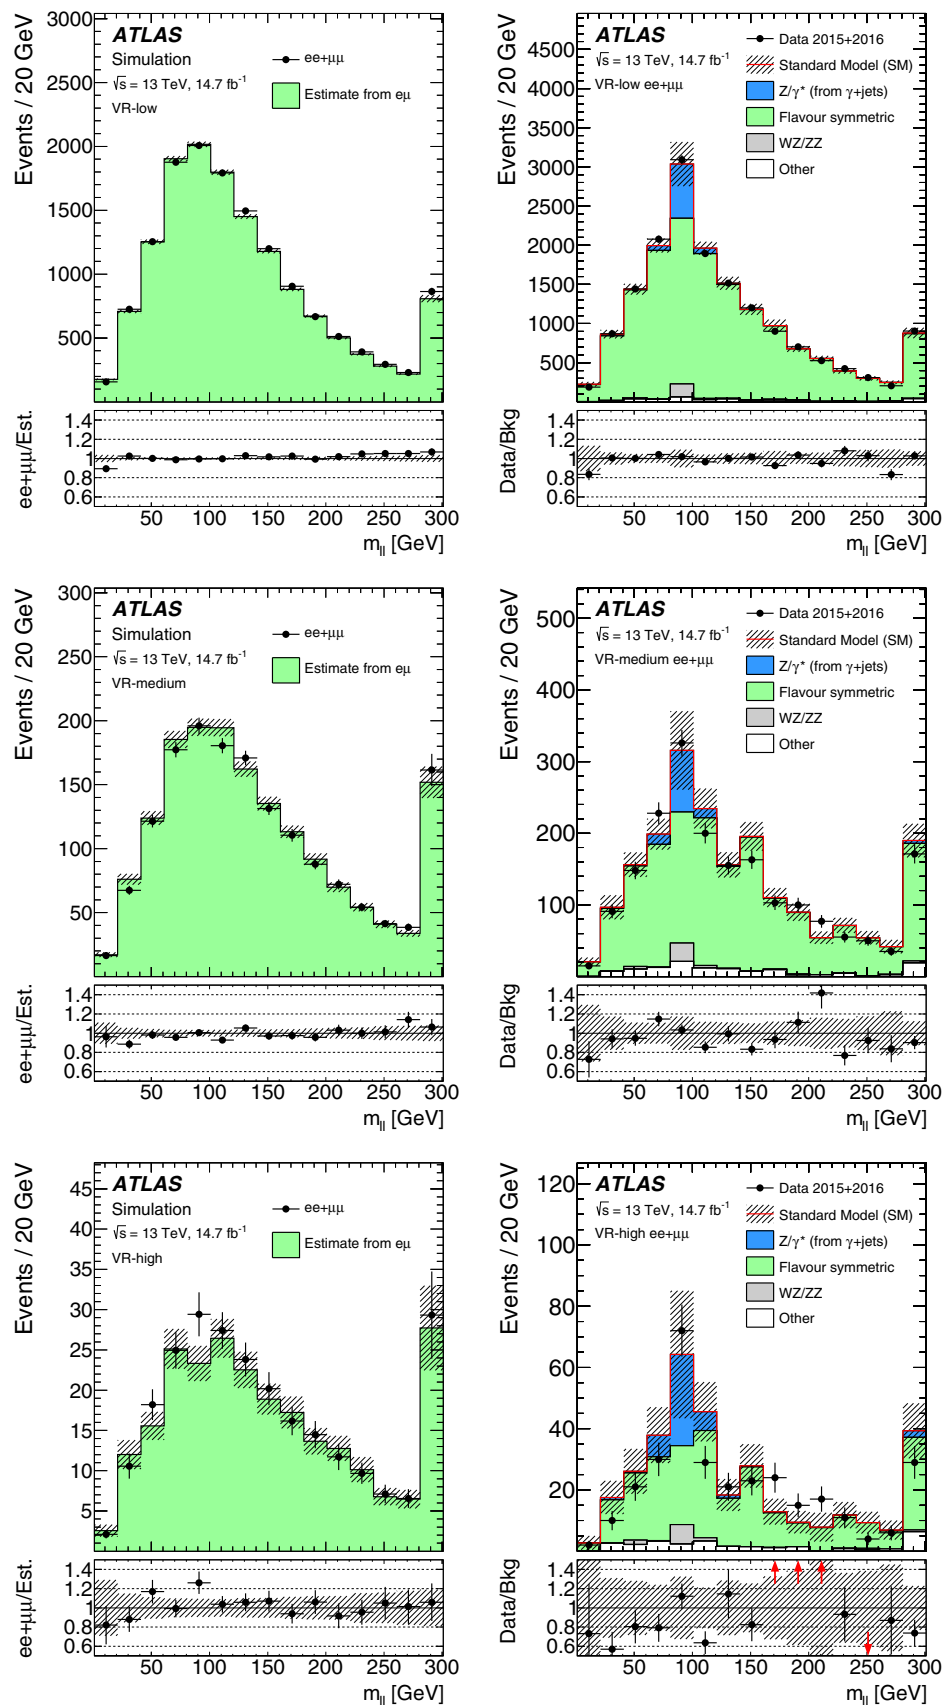 ATLAS
Simulation
√s = 13 TeV, 14.7 fb⁻¹
VR-low
ee+μμ
Estimate from eμ
Events / 20 GeV
3000
2500
2000
1500
1000
500
ee+μμ/Est.
1.4
1.2
1
0.8
0.6
50 100 150 200 250 300
m_ll [GeV]
ATLAS
√s = 13 TeV, 14.7 fb⁻¹
VR-low ee+μμ
Data 2015+2016
Standard Model (SM)
Z/γ* (from γ+jets)
Flavour symmetric
WZ/ZZ
Other
Events / 20 GeV
4500
4000
3500
3000
2500
2000
1500
1000
500
Data/Bkg
1.4
1.2
1
0.8
0.6
50 100 150 200 250 300
m_ll [GeV]
ATLAS
Simulation
√s = 13 TeV, 14.7 fb⁻¹
VR-medium
ee+μμ
Estimate from eμ
Events / 20 GeV
300
250
200
150
100
50
ee+μμ/Est.
1.4
1.2
1
0.8
0.6
50 100 150 200 250 300
m_ll [GeV]
ATLAS
√s = 13 TeV, 14.7 fb⁻¹
VR-medium ee+μμ
Data 2015+2016
Standard Model (SM)
Z/γ* (from γ+jets)
Flavour symmetric
WZ/ZZ
Other
Events / 20 GeV
500
400
300
200
100
Data/Bkg
1.4
1.2
1
0.8
0.6
50 100 150 200 250 300
m_ll [GeV]
ATLAS
Simulation
√s = 13 TeV, 14.7 fb⁻¹
VR-high
ee+μμ
Estimate from eμ
Events / 20 GeV
45
40
35
30
25
20
15
10
5
ee+μμ/Est.
1.4
1.2
1
0.8
0.6
50 100 150 200 250 300
m_ll [GeV]
ATLAS
√s = 13 TeV, 14.7 fb⁻¹
VR-high ee+μμ
Data 2015+2016
Standard Model (SM)
Z/γ* (from γ+jets)
Flavour symmetric
WZ/ZZ
Other
Events / 20 GeV
120
100
80
60
40
20
Data/Bkg
1.4
1.2
1
0.8
0.6
50 100 150 200 250 300
m_ll [GeV]